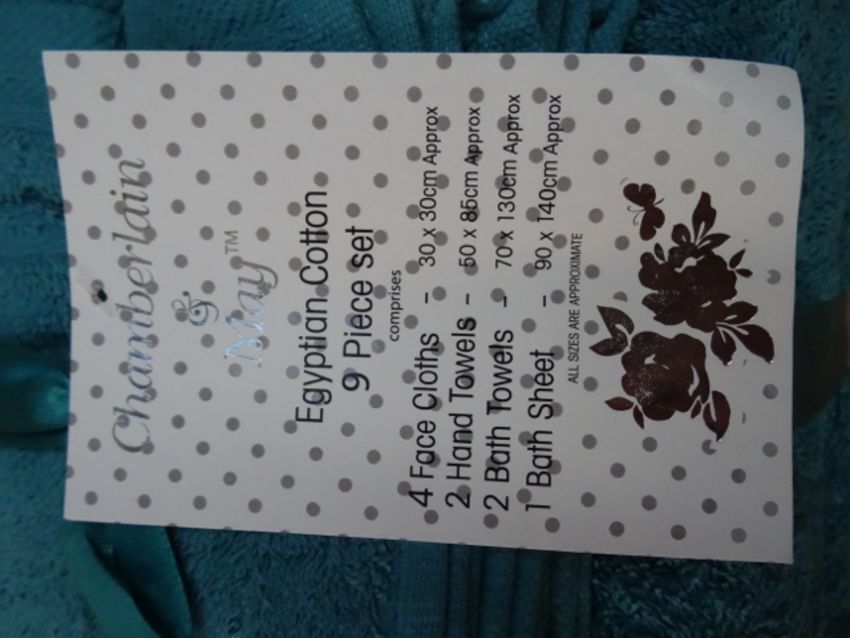 Chamberlain
&
May™
Egyptian Cotton
9 Piece set
comprises
4 Face Cloths - 30 x 30cm Approx
2 Hand Towels - 50 x 85cm Approx
2 Bath Towels - 70 x 130cm Approx
1 Bath Sheet - 90 x 140cm Approx
ALL SIZES ARE APPROXIMATE